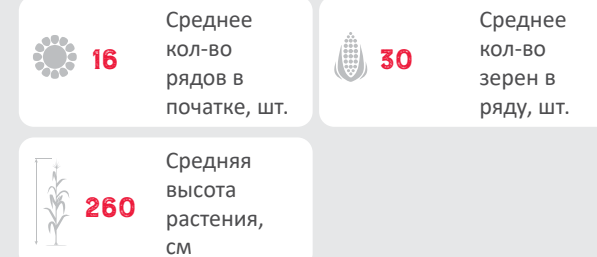 16
Среднее
кол-во
рядов в
початке, шт.
30
Среднее
кол-во
зерен в
ряду, шт.
260
Средняя
высота
растения,
см